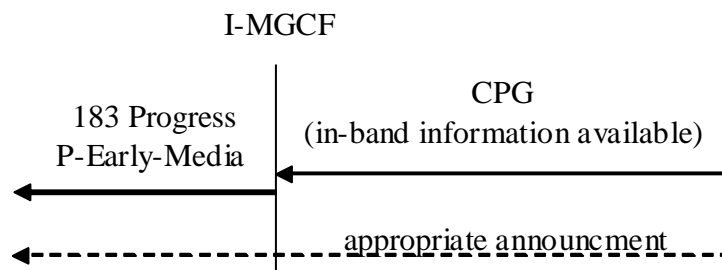 I-MGCF
183 Progress
P-Early-Media
CPG
(in-band information available)
appropriate announcment